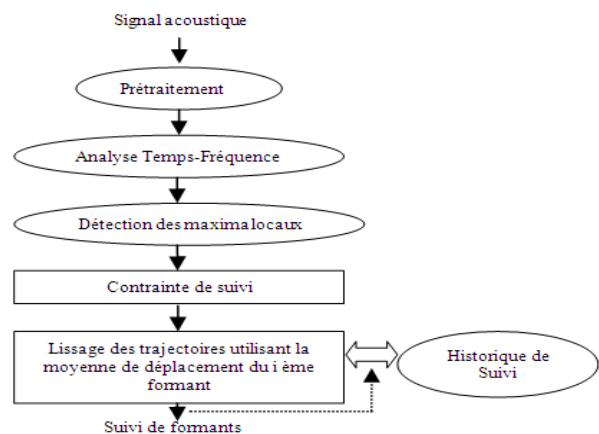 Signal acoustique
Prétraitement
Analyse Temps-Fréquence
Détection des maxima locaux
Contrainte de suivi
Lissage des trajectoires utilisant la
moyenne de déplacement du i ème
formant
Historique de
Suivi
Suivi de formants